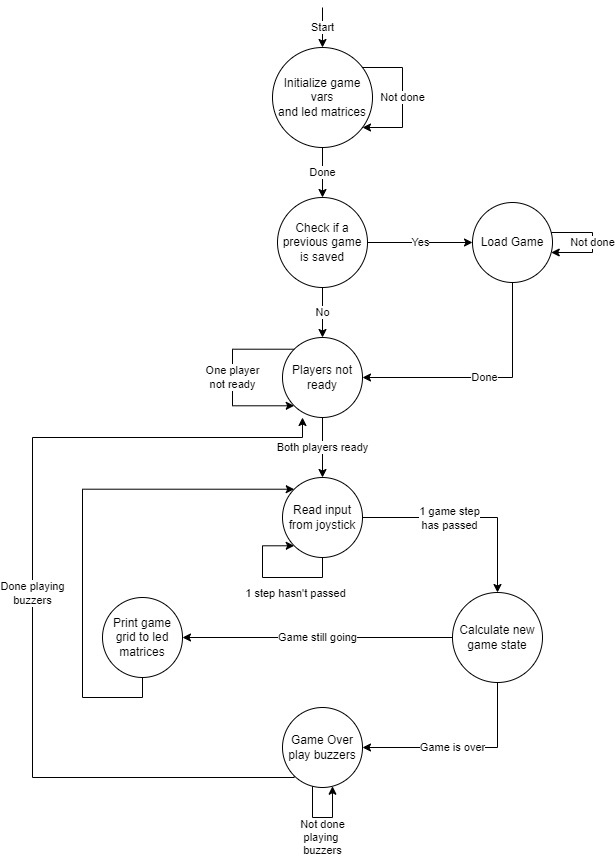 Start
Initialize game
vars
and led matrices
Not done
Done
Check if a
previous game
is saved
Yes
Load Game
Not done
No
One player
not ready
Players not
ready
Done
Both players ready
Read input
from joystick
1 game step
has passed
1 step hasn't passed
Done playing
buzzers
Print game
grid to led
matrices
Game still going
Calculate new
game state
Game Over
play buzzers
Game is over
Not done
playing
buzzers